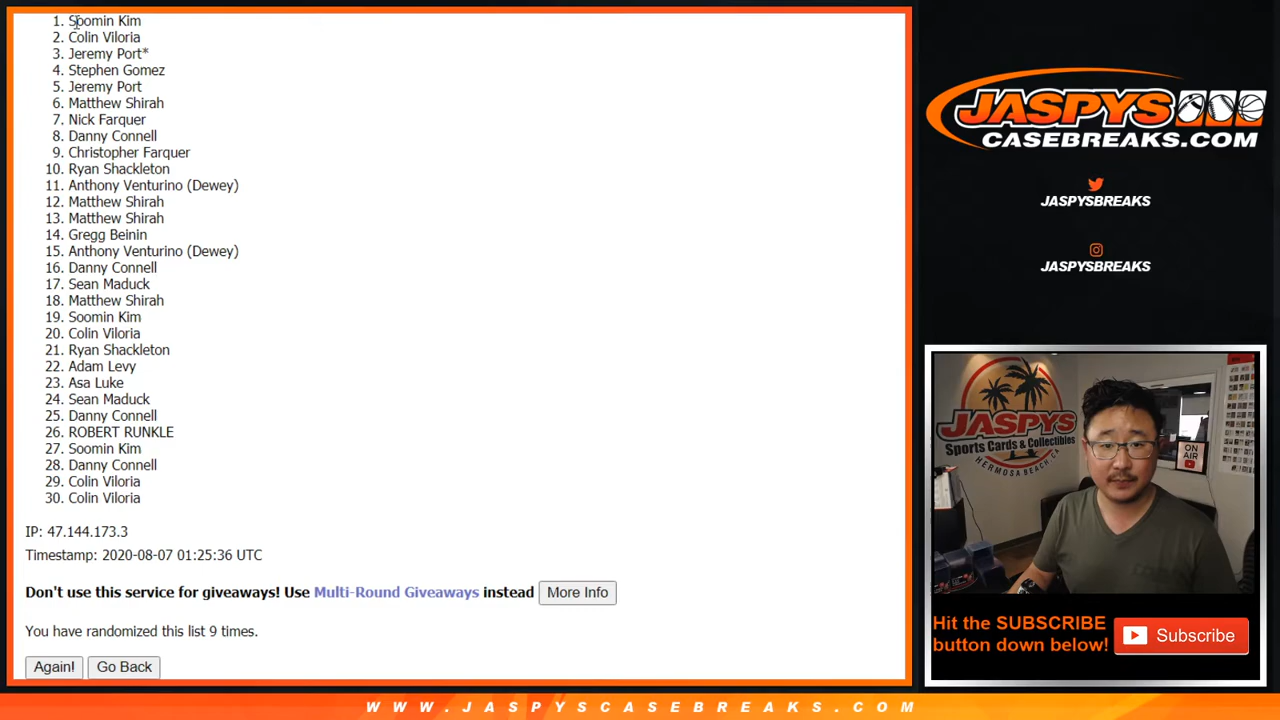 1. Soomin Kim
2. Colin Viloria
3. Jeremy Port*
4. Stephen Gomez
5. Jeremy Port
6. Matthew Shirah
7. Nick Farquer
8. Danny Connell
9. Christopher Farquer
10. Ryan Shackleton
11. Anthony Venturino (Dewey)
12. Matthew Shirah
13. Matthew Shirah
14. Gregg Beinin
15. Anthony Venturino (Dewey)
16. Danny Connell
17. Sean Maduck
18. Matthew Shirah
19. Soomin Kim
20. Colin Viloria
21. Ryan Shackleton
22. Adam Levy
23. Asa Luke
24. Sean Maduck
25. Danny Connell
26. ROBERT RUNKLE
27. Soomin Kim
28. Danny Connell
29. Colin Viloria
30. Colin Viloria
IP: 47.144.173.3
Timestamp: 2020-08-07 01:25:36 UTC
Don't use this service for giveaways! Use Multi-Round Giveaways instead More Info
You have randomized this list 9 times.
Again! Go Back
JASPYS
CASEBREAKS.COM
JASPYSBREAKS
JASPYSBREAKS
JASPYS
Sports Cards & Collectibles
HERMOSA BEACH, CA
ON
AIR
Hit the SUBSCRIBE
button down below!
Subscribe
WWW.JASPYSCASEBREAKS.COM